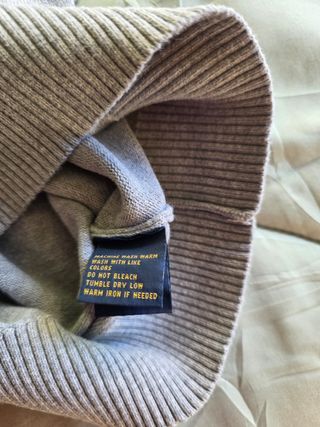 MACHINE WASH WARM
WASH WITH LIKE
COLORS
DO NOT BLEACH
TUMBLE DRY LOW
WARM IRON IF NEEDED